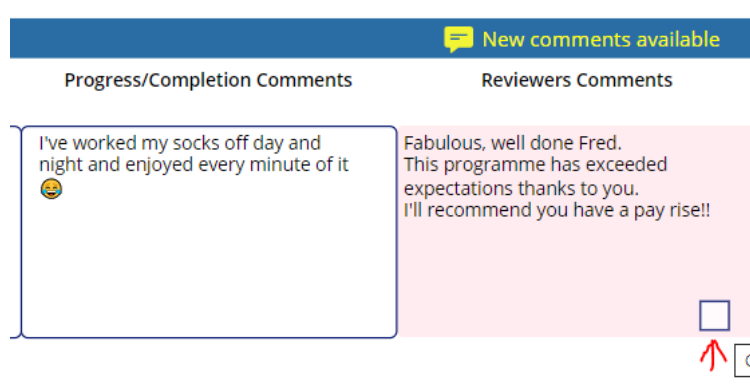 New comments available
Progress/Completion Comments
Reviewers Comments
I've worked my socks off day and
night and enjoyed every minute of it
😂
Fabulous, well done Fred.
This programme has exceeded
expectations thanks to you.
I'll recommend you have a pay rise!!